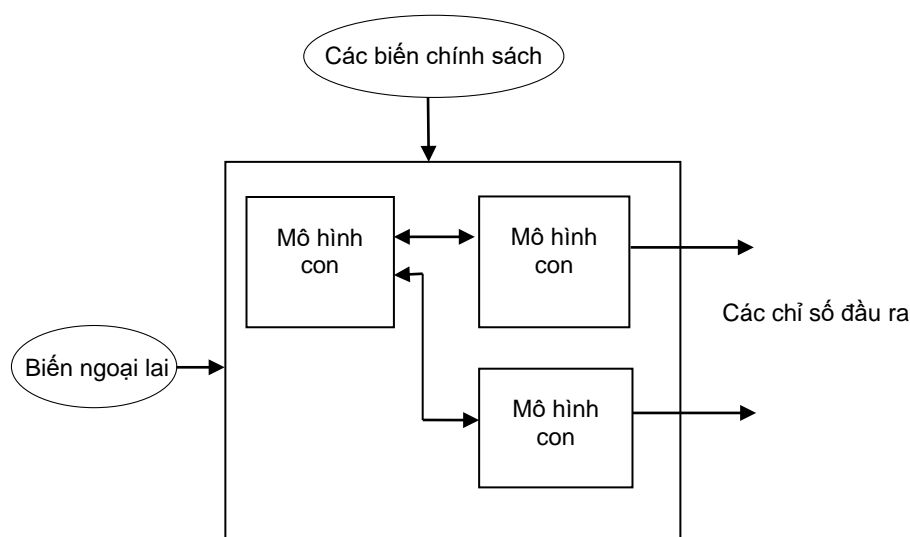 Các biến chính sách
Mô hình
con
Mô hình
con
Các chỉ số đầu ra
Biến ngoại lai
Mô hình
con